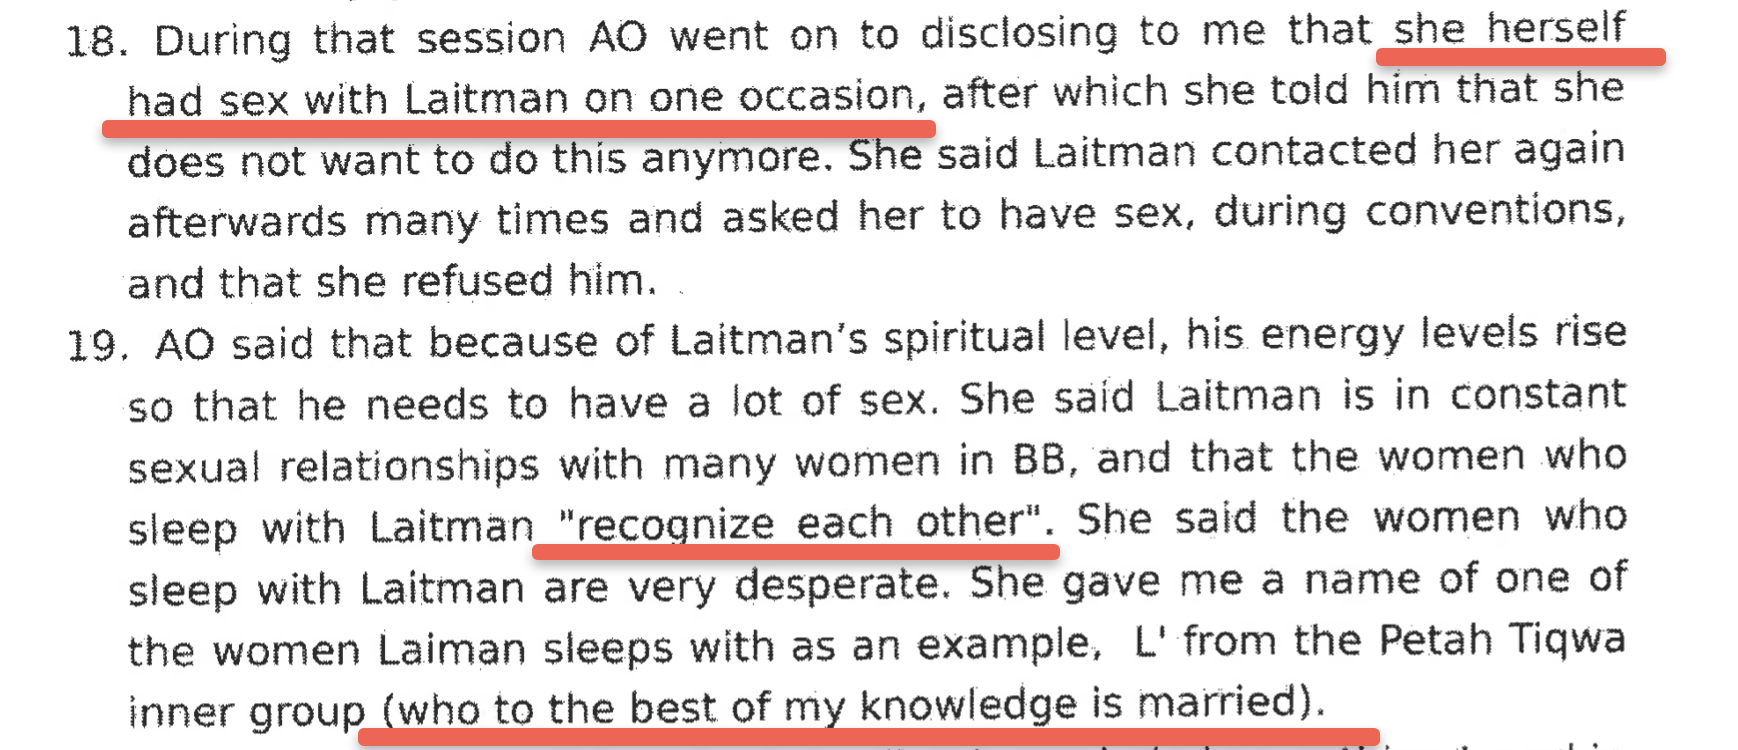 18. During that session AO went on to disclosing to me that she herself
had sex with Laitman on one occasion, after which she told him that she
does not want to do this anymore. She said Laitman contacted her again
afterwards many times and asked her to have sex, during conventions,
and that she refused him.
19. AO said that because of Laitman's spiritual level, his energy levels rise
so that he needs to have a lot of sex. She said Laitman is in constant
sexual relationships with many women in BB, and that the women who
sleep with Laitman "recognize each other". She said the women who
sleep with Laitman are very desperate. She gave me a name of one of
the women Laiman sleeps with as an example, L' from the Petah Tiqwa
inner group (who to the best of my knowledge is married).